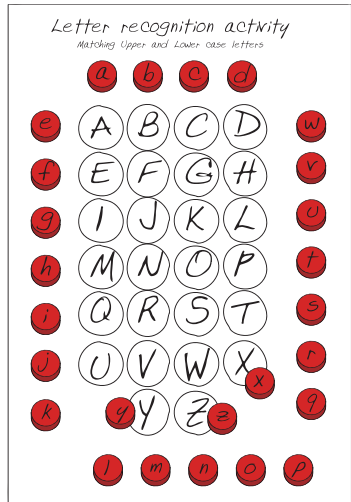 Letter recognition activity
Matching Upper and Lower case letters
a b c d
e A B C D w
f E F G H v
g I J K L u
h M N O P t
i Q R S T s
j U V W X r
x
k y Y Z z q
l m n o p